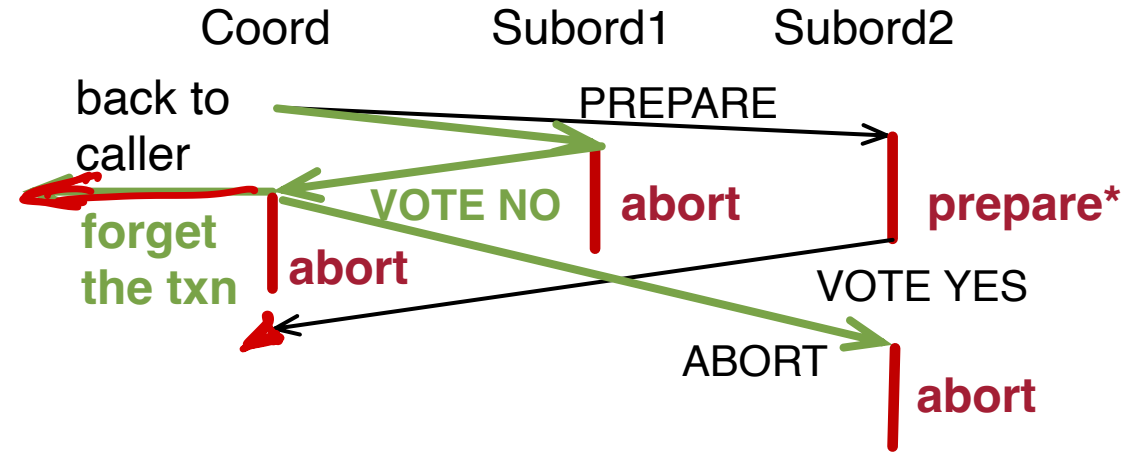 Coord
Subord1
Subord2
back to
caller
PREPARE
VOTE NO
abort
prepare*
forget
the txn
abort
VOTE YES
ABORT
abort